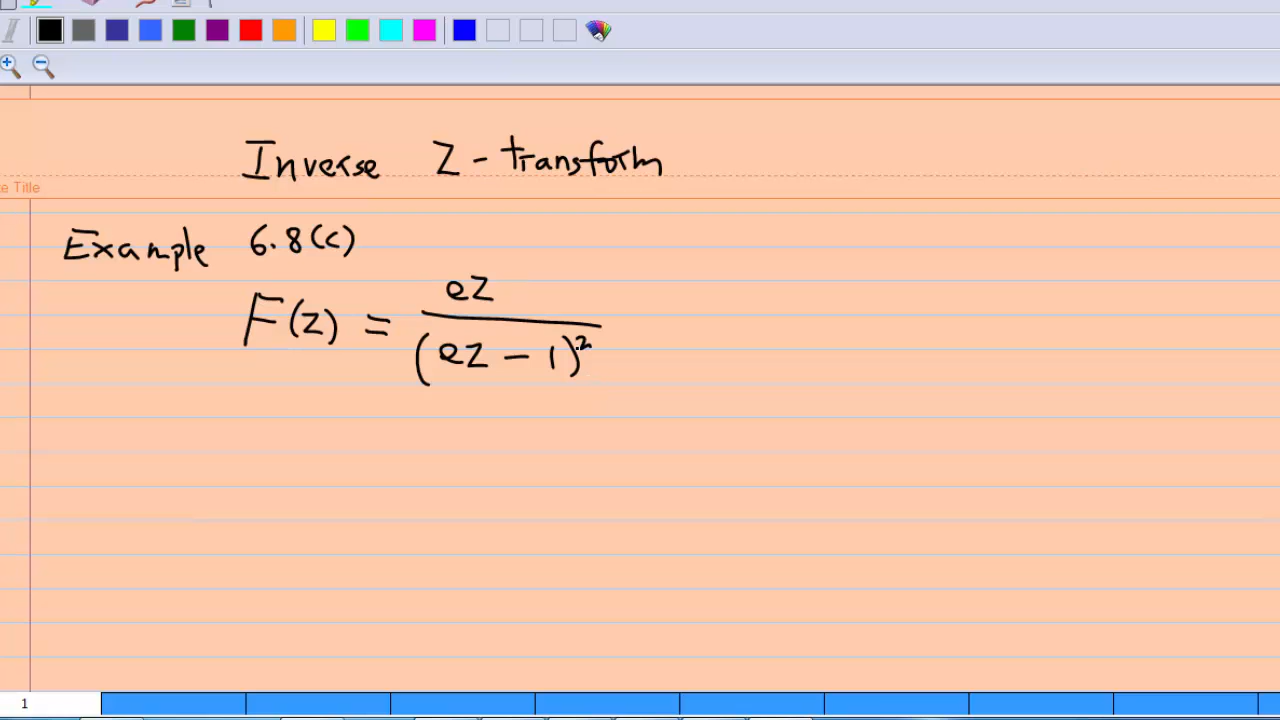 Inverse Z-transform
e Title
Example 6.8(c)
F(z) = ez / (ez - 1)²
1